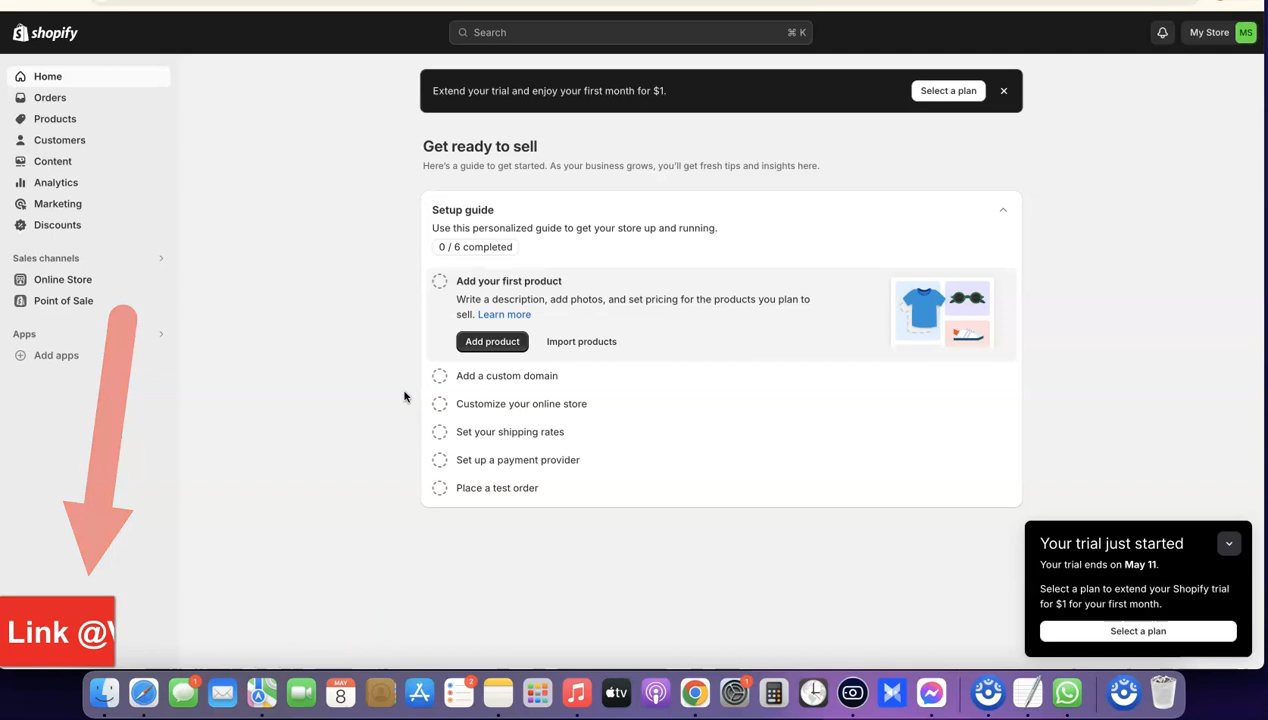 shopify
Search
⌘ K
My Store
MS
Home
Orders
Products
Customers
Content
Analytics
Marketing
Discounts
Sales channels
Online Store
Point of Sale
Apps
Add apps
Extend your trial and enjoy your first month for $1.
Select a plan
Get ready to sell
Here's a guide to get started. As your business grows, you'll get fresh tips and insights here.
Setup guide
Use this personalized guide to get your store up and running.
0 / 6 completed
Add your first product
Write a description, add photos, and set pricing for the products you plan to
sell. Learn more
Add product
Import products
Add a custom domain
Customize your online store
Set your shipping rates
Set up a payment provider
Place a test order
Your trial just started
Your trial ends on May 11.
Select a plan to extend your Shopify trial
for $1 for your first month.
Select a plan
Link @
1
MAY
8
2
tv
1